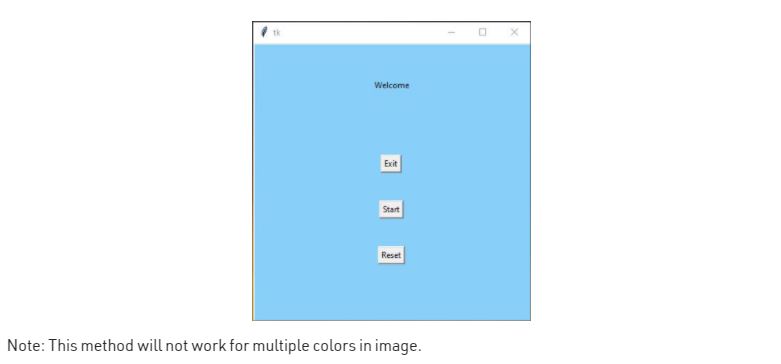 tk
Welcome
Exit
Start
Reset
Note: This method will not work for multiple colors in image.